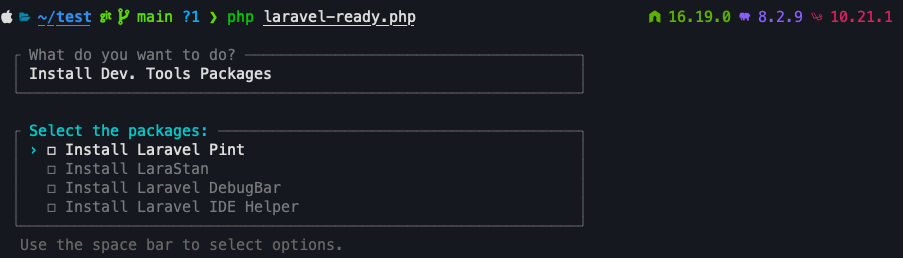 ~/test git main ?1 ❯ php laravel-ready.php 16.19.0 8.2.9 10.21.1
What do you want to do?
Install Dev. Tools Packages
Select the packages:
› □ Install Laravel Pint
□ Install LaraStan
□ Install Laravel DebugBar
□ Install Laravel IDE Helper
Use the space bar to select options.